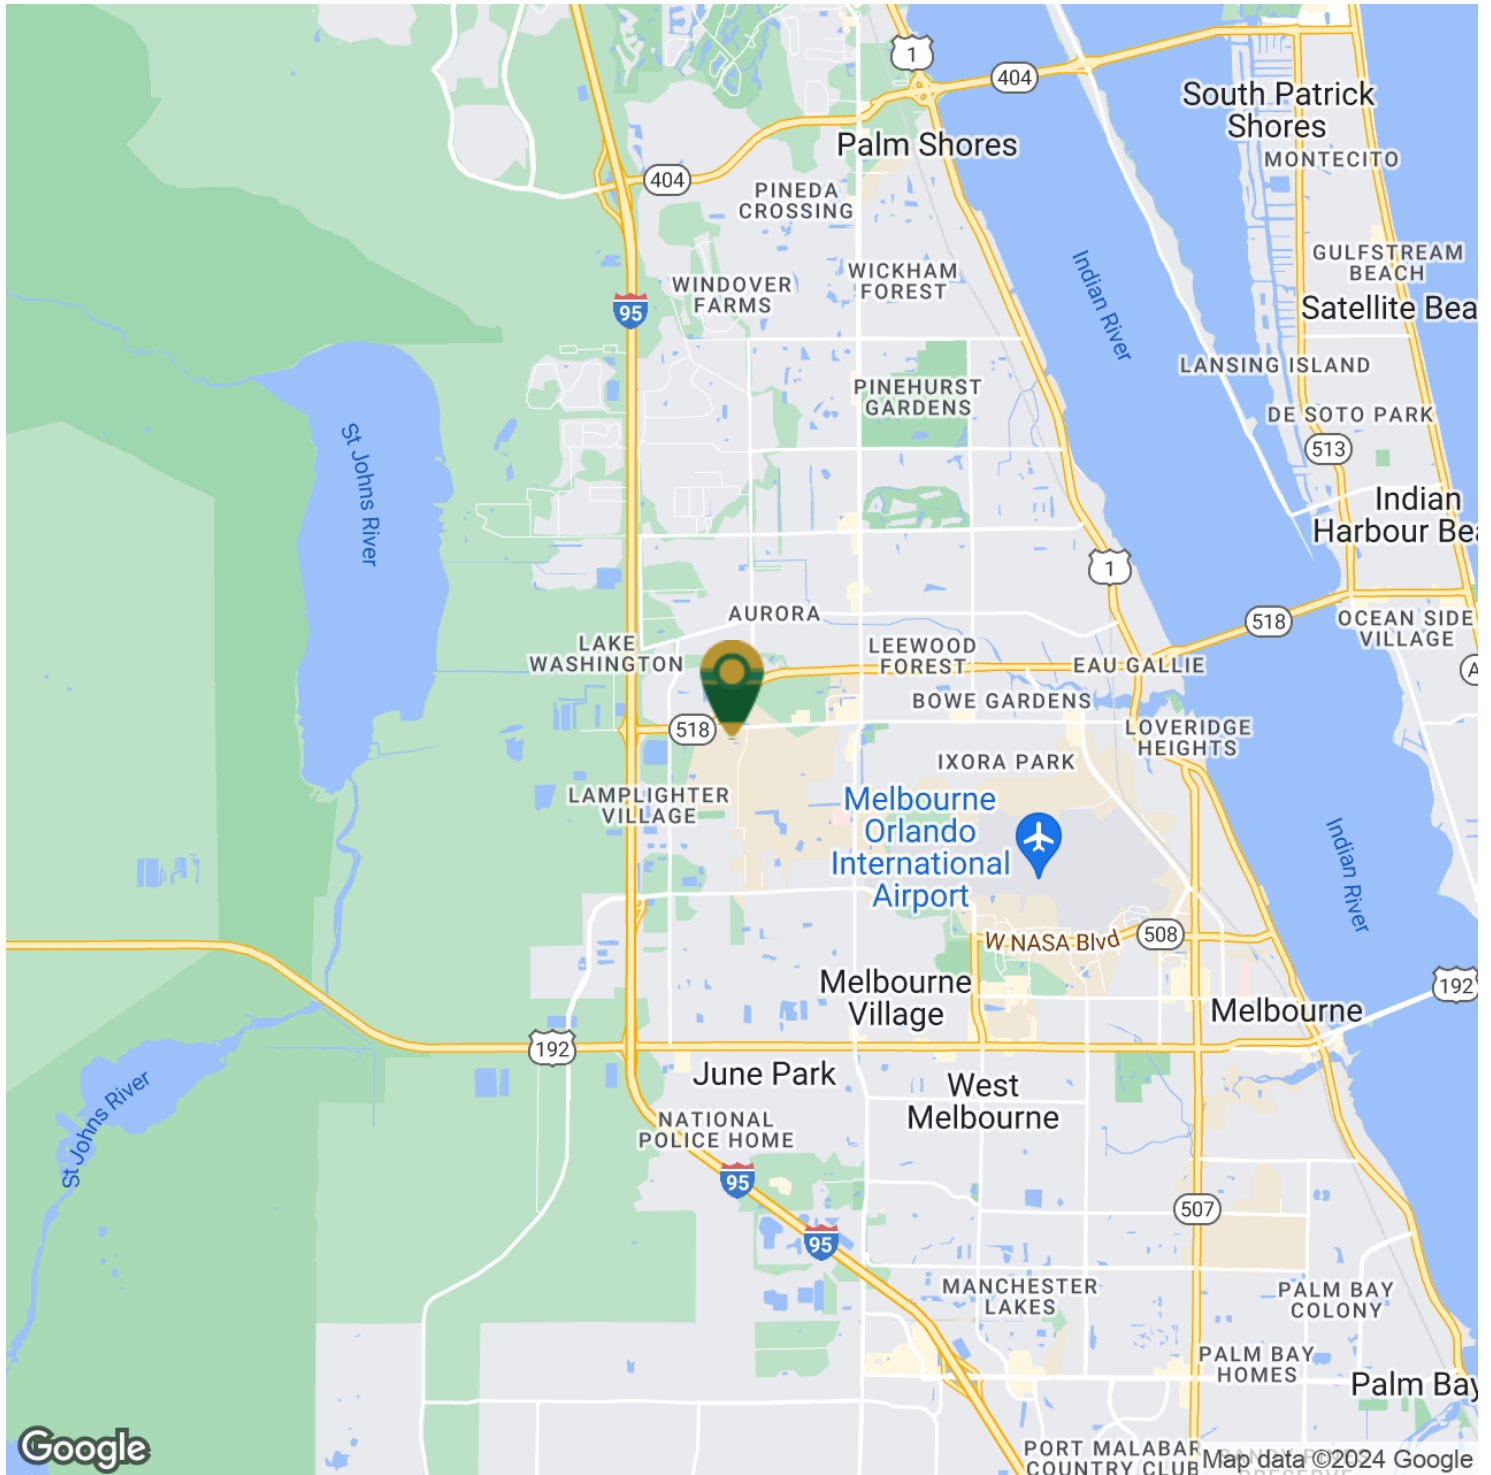 1
404
South Patrick
Shores
Palm Shores
MONTECITO
404
PINEDA
CROSSING
GULFSTREAM
BEACH
Indian River
WICKHAM
FOREST
WINDOVER
FARMS
95
Satellite Bea
LANSING ISLAND
PINEHURST
GARDENS
DE SOTO PARK
513
St Johns River
Indian
Harbour Bea
1
AURORA
518
OCEAN SIDE
VILLAGE
LAKE
WASHINGTON
LEEWOOD
FOREST
EAU GALLIE
A
BOWE GARDENS
518
LOVERIDGE
HEIGHTS
IXORA PARK
LAMPLIGHTER
VILLAGE
Melbourne
Orlando
International
Airport
Indian River
W NASA Blvd
508
Melbourne
Village
192
Melbourne
192
June Park
West
Melbourne
St Johns River
NATIONAL
POLICE HOME
95
507
95
MANCHESTER
LAKES
PALM BAY
COLONY
PALM BAY
HOMES
Palm Bay
PORT MALABAR
COUNTRY CLUB
Google
Map data ©2024 Google